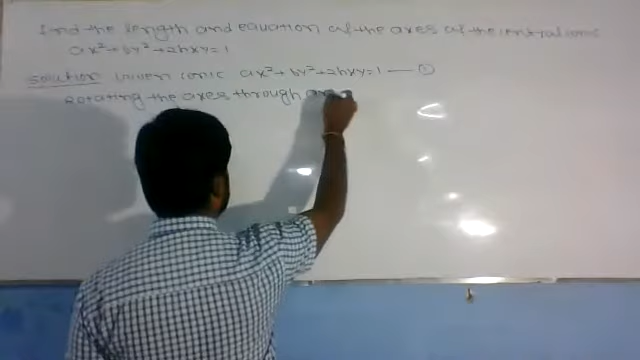 Find the length and equation of the axes of the central conic
ax²+by²+2hxy=1
solution Given conic ax²+by²+2hxy=1 — ①
Rotating the axes through